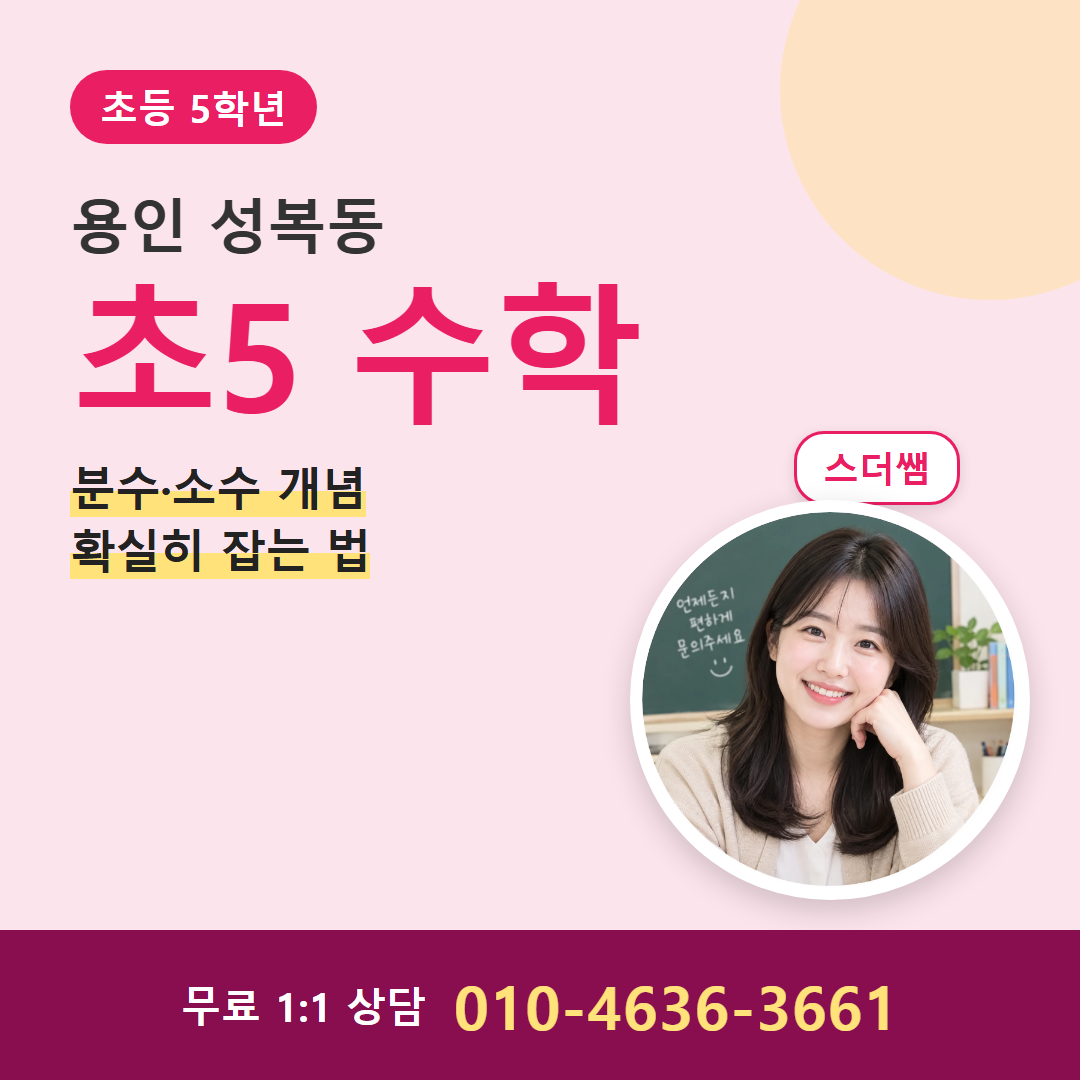 초등 5학년
용인 성복동
초5 수학
분수·소수 개념
확실히 잡는 법
스더쌤
언제든지
편하게
문의주세요
무료 1:1 상담 010-4636-3661